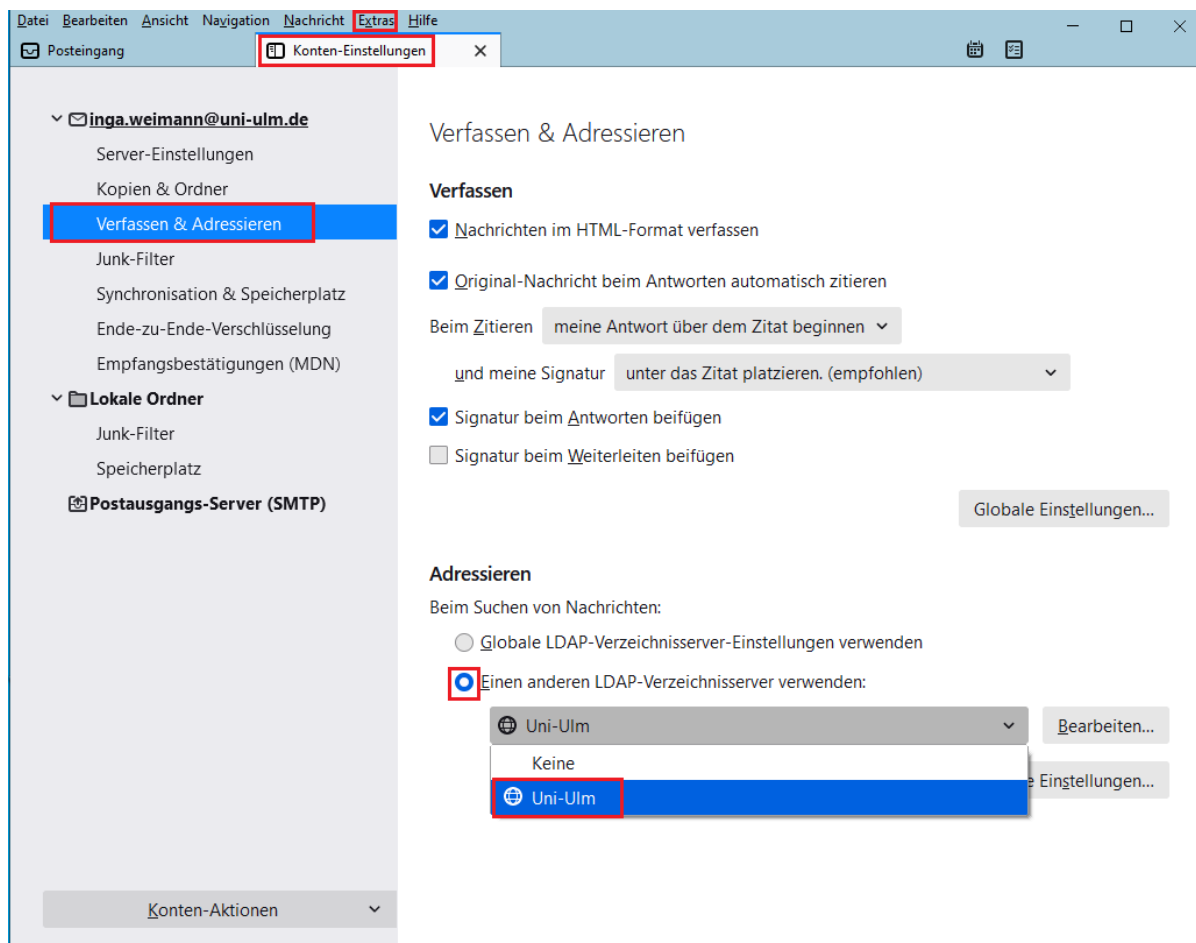 Datei Bearbeiten Ansicht Navigation Nachricht Extras Hilfe
Posteingang
Konten-Einstellungen
inga.weimann@uni-ulm.de
Server-Einstellungen
Kopien & Ordner
Verfassen & Adressieren
Junk-Filter
Synchronisation & Speicherplatz
Ende-zu-Ende-Verschlüsselung
Empfangsbestätigungen (MDN)
Lokale Ordner
Junk-Filter
Speicherplatz
Postausgangs-Server (SMTP)
Konten-Aktionen
Verfassen & Adressieren
Verfassen
Nachrichten im HTML-Format verfassen
Original-Nachricht beim Antworten automatisch zitieren
Beim Zitieren meine Antwort über dem Zitat beginnen
und meine Signatur unter das Zitat platzieren. (empfohlen)
Signatur beim Antworten beifügen
Signatur beim Weiterleiten beifügen
Globale Einstellungen...
Adressieren
Beim Suchen von Nachrichten:
Globale LDAP-Verzeichnisserver-Einstellungen verwenden
Einen anderen LDAP-Verzeichnisserver verwenden:
Uni-Ulm Bearbeiten...
Keine
Einstellungen...
Uni-Ulm